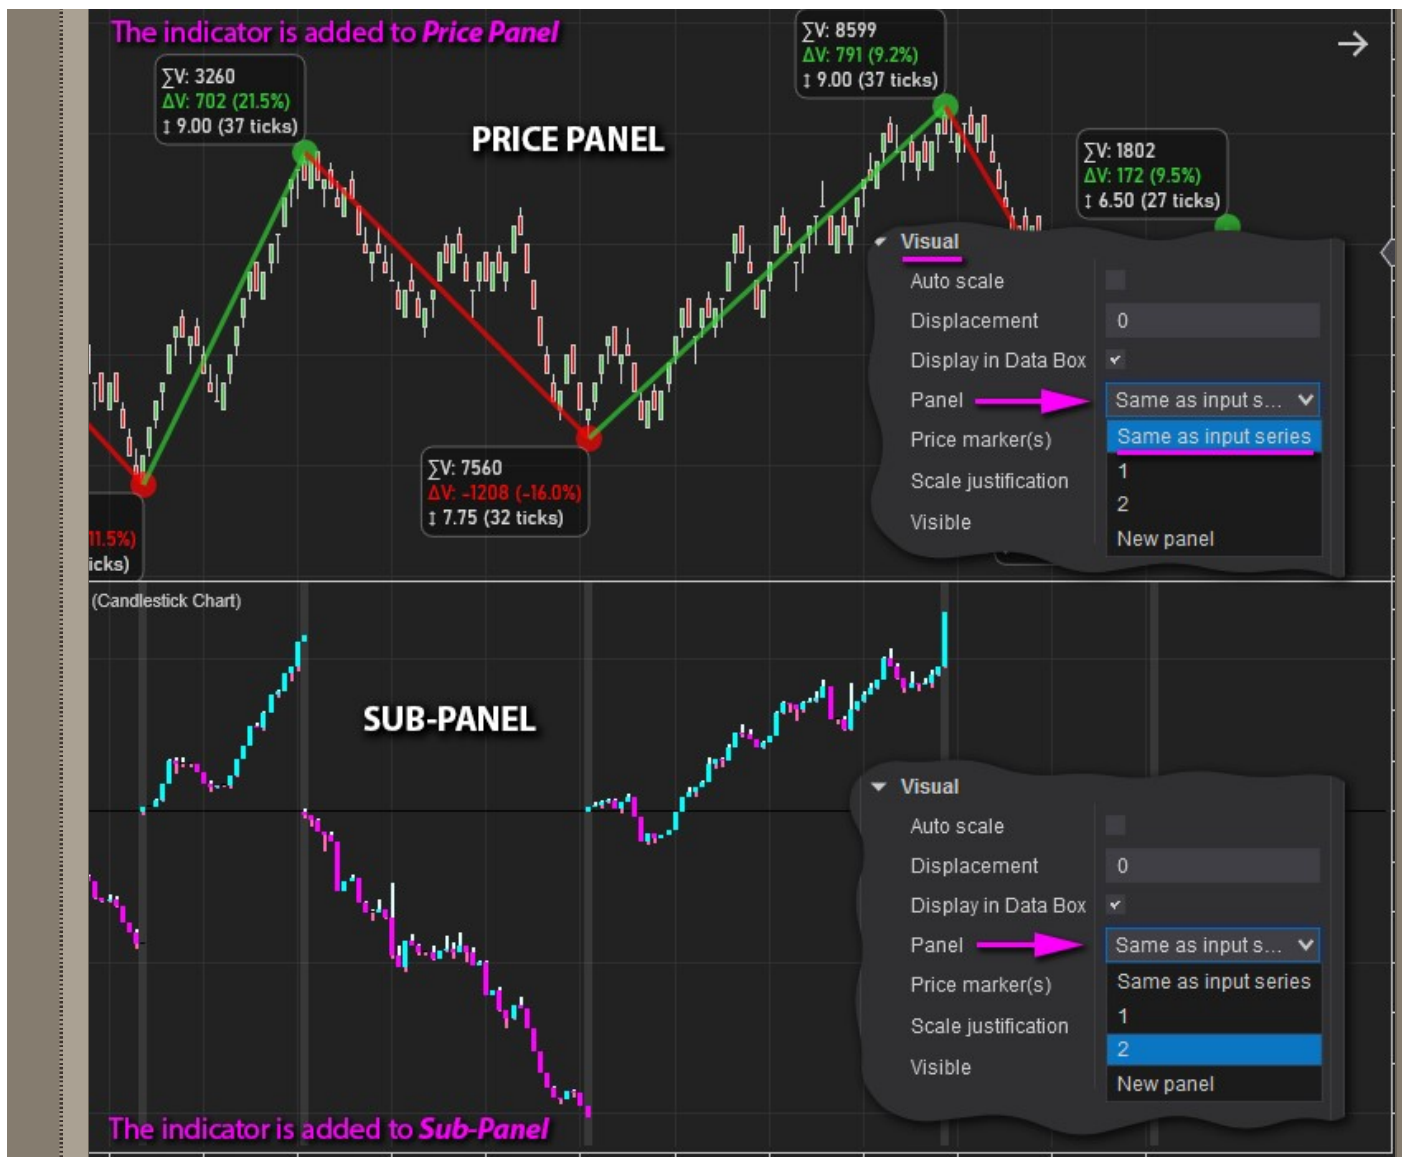 The indicator is added to Price Panel
∑V: 3260
ΔV: 702 (21.5%)
↕ 9.00 (37 ticks)
∑V: 8599
ΔV: 791 (9.2%)
↕ 9.00 (37 ticks)
PRICE PANEL
∑V: 1802
ΔV: 172 (9.5%)
↕ 6.50 (27 ticks)
∑V: 7560
ΔV: -1208 (-16.0%)
↕ 7.75 (32 ticks)
11.5%)
icks)
Visual
Auto scale
Displacement 0
Display in Data Box
Panel Same as input s...
Same as input series
Price marker(s)
1
Scale justification
2
Visible
New panel
(Candlestick Chart)
SUB-PANEL
Visual
Auto scale
Displacement 0
Display in Data Box
Panel Same as input s...
Price marker(s) Same as input series
1
Scale justification
2
Visible
New panel
The indicator is added to Sub-Panel